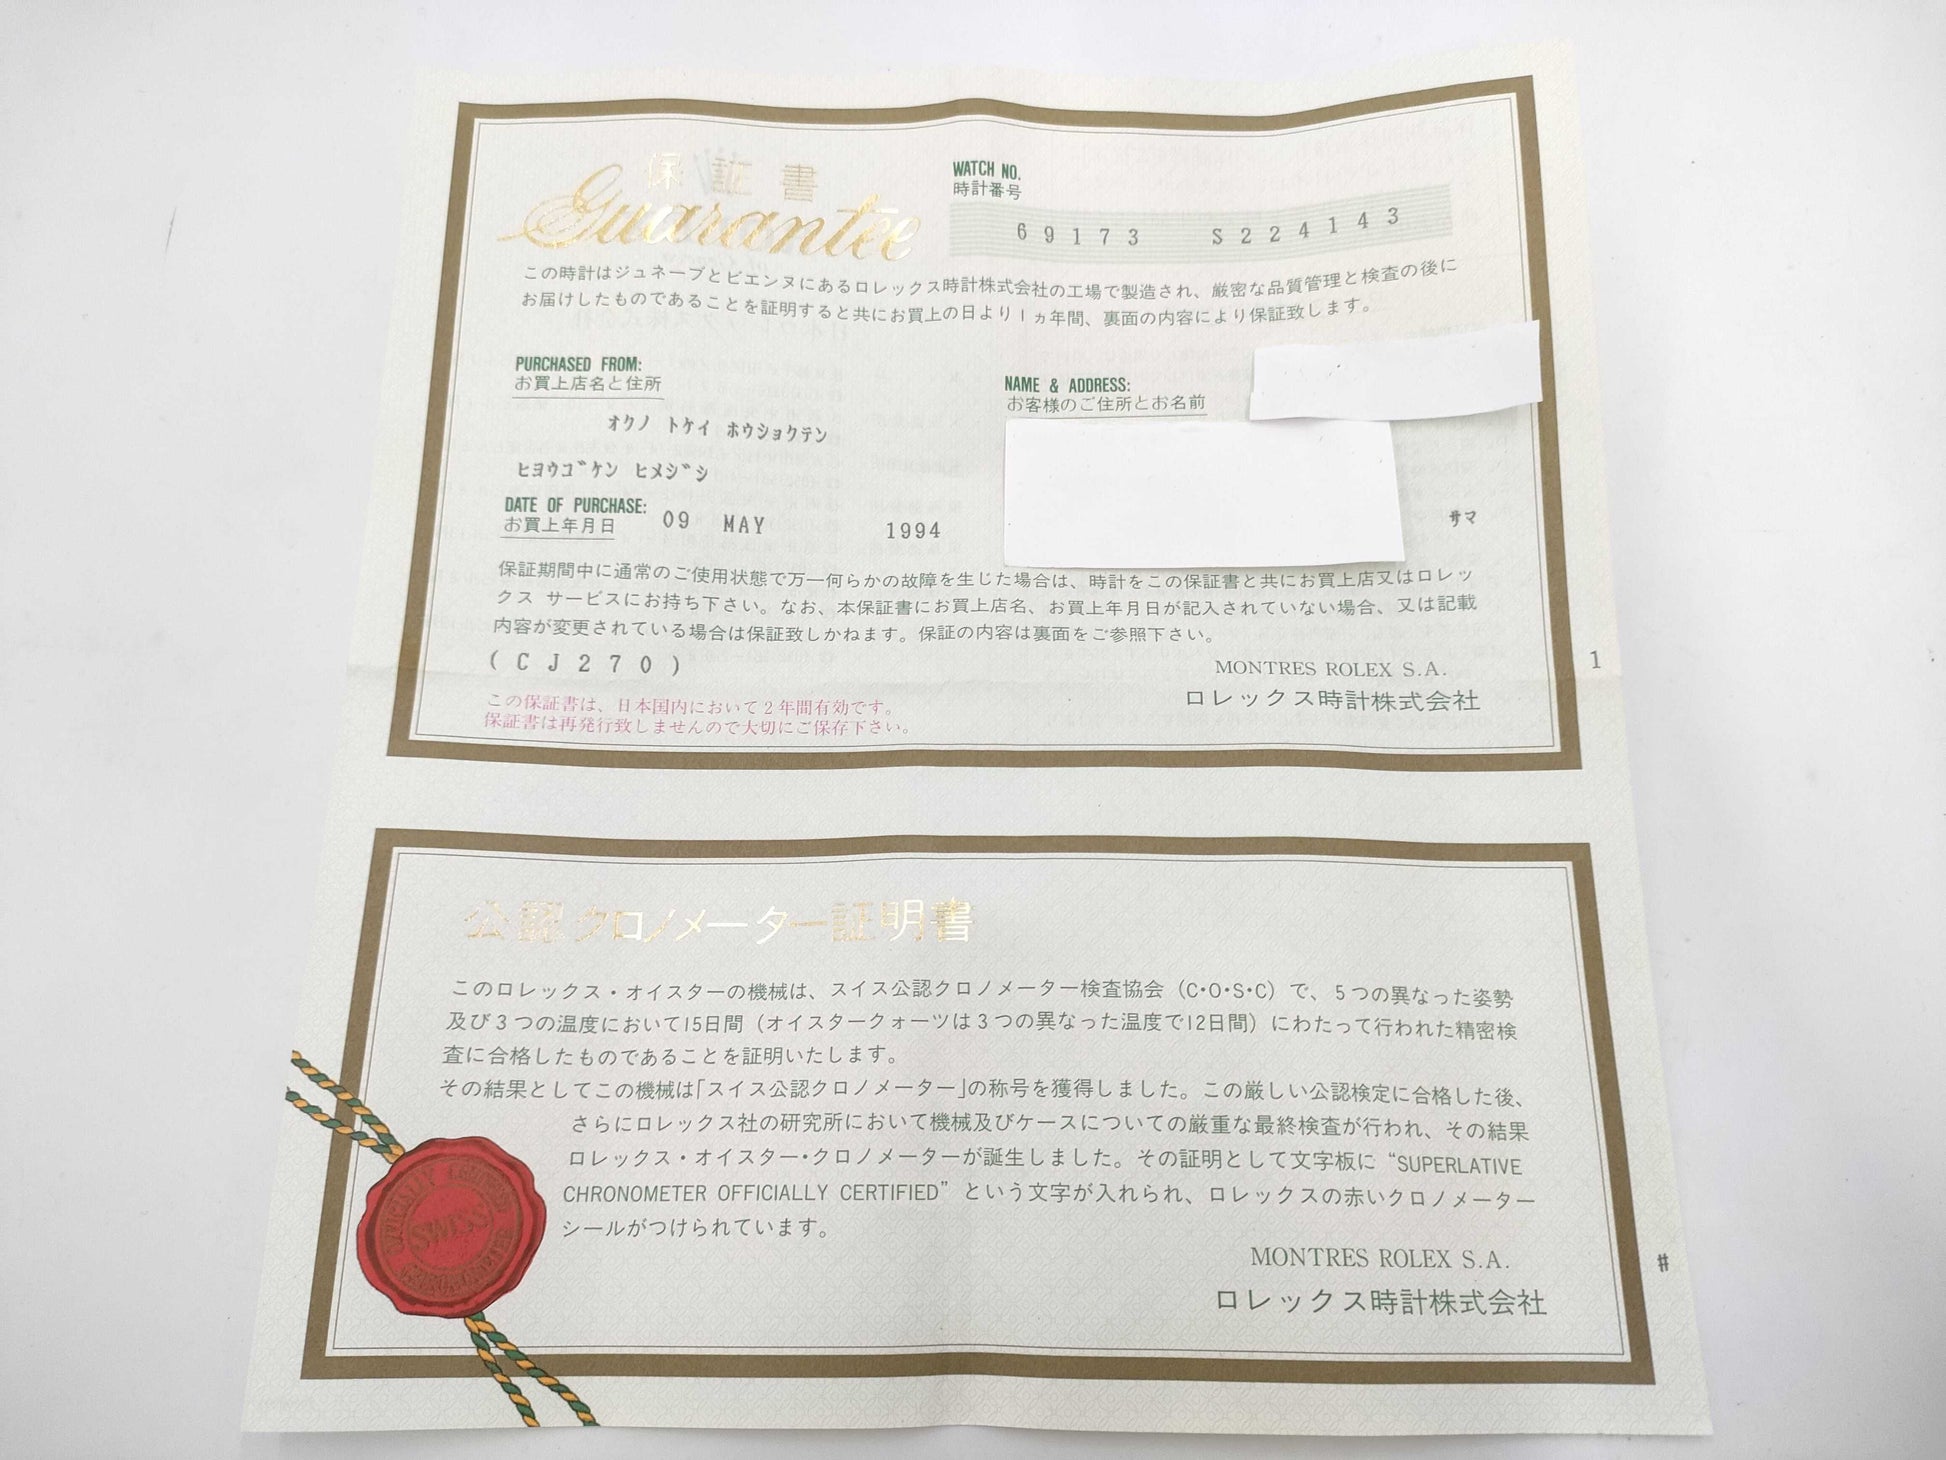 保証書
Guarantee
WATCH NO.
時計番号
69173 S224143
この時計はジュネーブとビエンヌにあるロレックス時計株式会社の工場で製造され、厳密な品質管理と検査の後に
お届けしたものであることを証明すると共にお買上の日より1ヵ年間、裏面の内容により保証致します。
PURCHASED FROM:
お買上店名と住所
オクノ トケイ ホウショクテン
ヒヨウゴケン ヒメジシ
NAME & ADDRESS:
お客様のご住所とお名前
サマ
DATE OF PURCHASE:
お買上年月日
09 MAY 1994
保証期間中に通常のご使用状態で万一何らかの故障を生じた場合は、時計をこの保証書と共にお買上店又はロレッ
クス サービスにお持ち下さい。なお、本保証書にお買上店名、お買上年月日が記入されていない場合、又は記載
内容が変更されている場合は保証致しかねます。保証の内容は裏面をご参照下さい。
(CJ270)
MONTRES ROLEX S.A.
ロレックス時計株式会社
1
この保証書は、日本国内において2年間有効です。
保証書は再発行致しませんので大切にご保存下さい。
公認クロノメーター証明書
このロレックス・オイスターの機械は、スイス公認クロノメーター検査協会(C・O・S・C)で、5つの異なった姿勢
及び3つの温度において15日間(オイスタークォーツは3つの異なった温度で12日間)にわたって行われた精密検
査に合格したものであることを証明いたします。
その結果としてこの機械は「スイス公認クロノメーター」の称号を獲得しました。この厳しい公認検定に合格した後、
さらにロレックス社の研究所において機械及びケースについての厳重な最終検査が行われ、その結果
ロレックス・オイスター・クロノメーターが誕生しました。その証明として文字板に“SUPERLATIVE
CHRONOMETER OFFICIALLY CERTIFIED”という文字が入れられ、ロレックスの赤いクロノメーター
シールがつけられています。
MONTRES ROLEX S.A.
ロレックス時計株式会社
#
SWISS